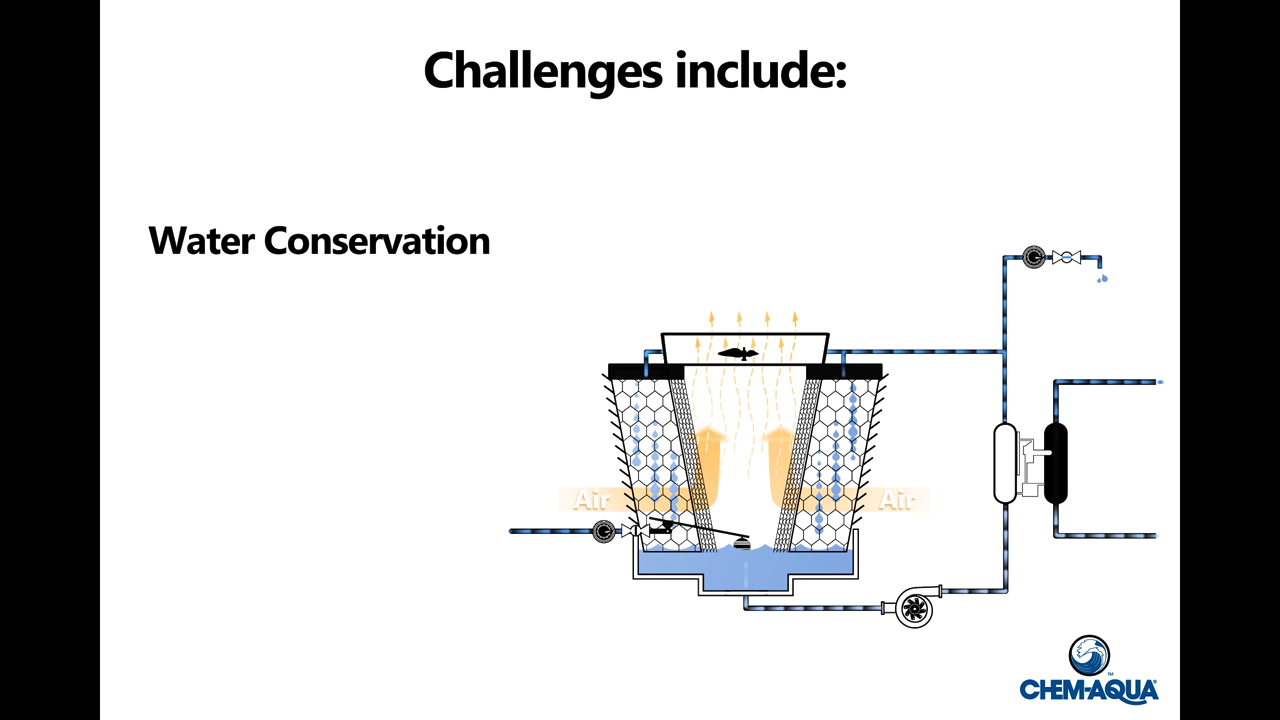 Challenges include:
Water Conservation
Air
Air
CHEM-AQUA